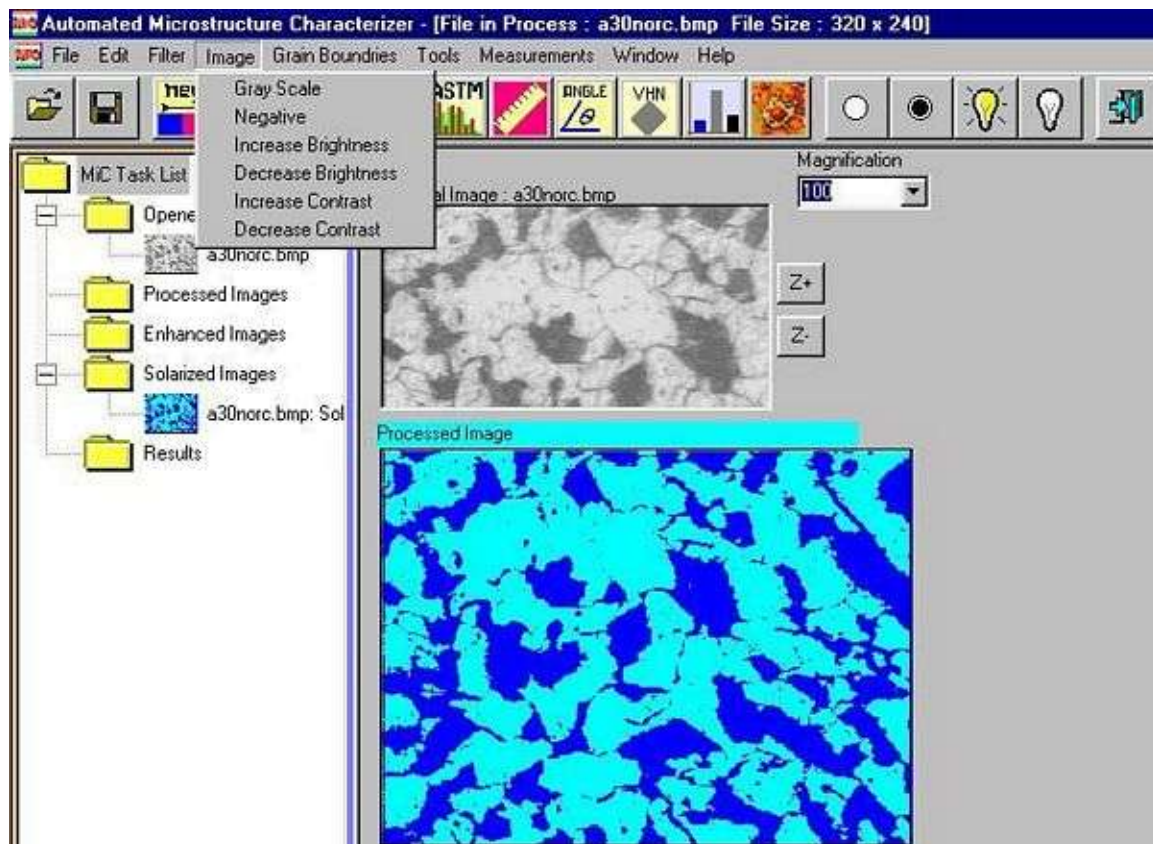 Automated Microstructure Characterizer - [File in Process : a30norc.bmp File Size : 320 x 240]
File Edit Filter Image Grain Boundries Tools Measurements Window Help
ASTM ANGLE θ VHN
Gray Scale
Negative
Increase Brightness
Decrease Brightness
Increase Contrast
Decrease Contrast
MiC Task List
Opene
a30norc.bmp
Processed Images
Enhanced Images
Solarized Images
a30norc.bmp: Sol
Results
al Image : a30norc.bmp
Magnification
100
Z+
Z-
Processed Image